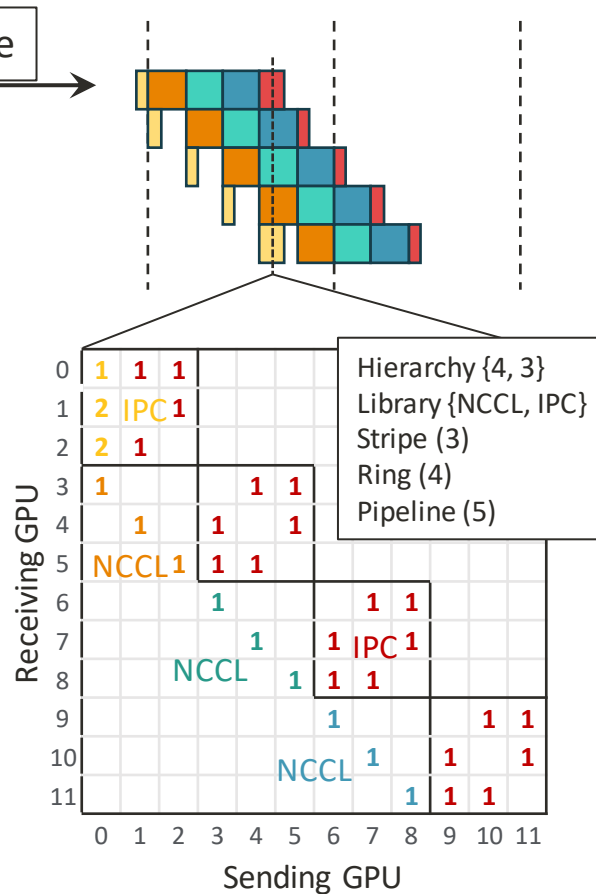 e
Hierarchy {4, 3}
Library {NCCL, IPC}
Stripe (3)
Ring (4)
Pipeline (5)
Receiving GPU
0 1 1 1
1 2 IPC 1
2 2 1
3 1 1 1
4 1 1 1
5 NCCL 1 1 1
6 1 1 1
7 1 1 IPC 1
NCCL
8 1 1 1
9 1 1 1
10 1 1 1
NCCL
11 1 1 1
0 1 2 3 4 5 6 7 8 9 10 11
Sending GPU